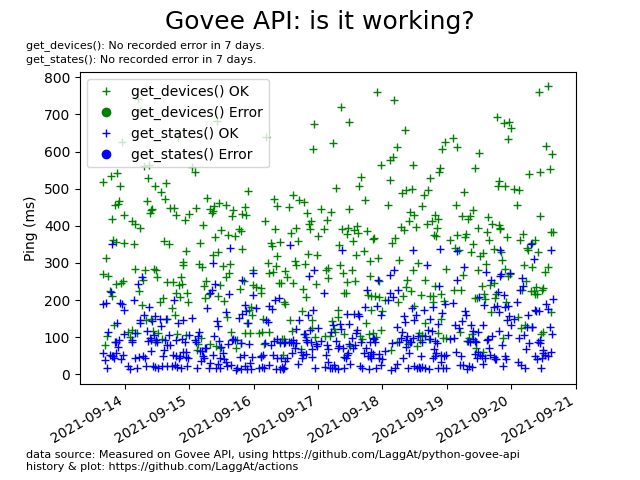 Govee API: is it working?
get_devices(): No recorded error in 7 days.
get_states(): No recorded error in 7 days.
800
700
600
500
400
300
200
100
0
Ping (ms)
get_devices() OK
get_devices() Error
get_states() OK
get_states() Error
2021-09-14
2021-09-15
2021-09-16
2021-09-17
2021-09-18
2021-09-19
2021-09-20
2021-09-21
data source: Measured on Govee API, using https://github.com/LaggAt/python-govee-api
history & plot: https://github.com/LaggAt/actions